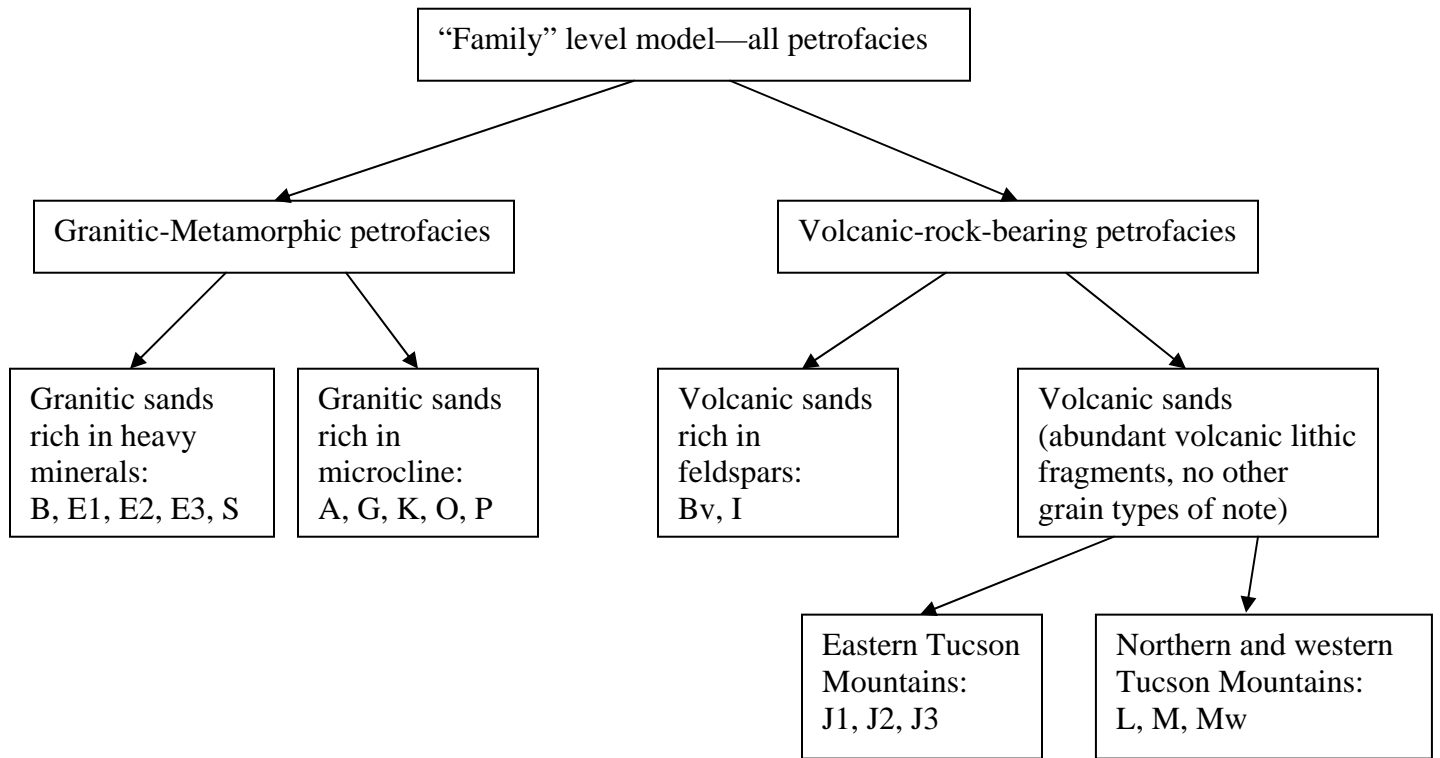 “Family” level model—all petrofacies
Granitic-Metamorphic petrofacies
Volcanic-rock-bearing petrofacies
Granitic sands
rich in heavy
minerals:
B, E1, E2, E3, S
Granitic sands
rich in
microcline:
A, G, K, O, P
Volcanic sands
rich in
feldspars:
Bv, I
Volcanic sands
(abundant volcanic lithic
fragments, no other
grain types of note)
Eastern Tucson
Mountains:
J1, J2, J3
Northern and western
Tucson Mountains:
L, M, Mw